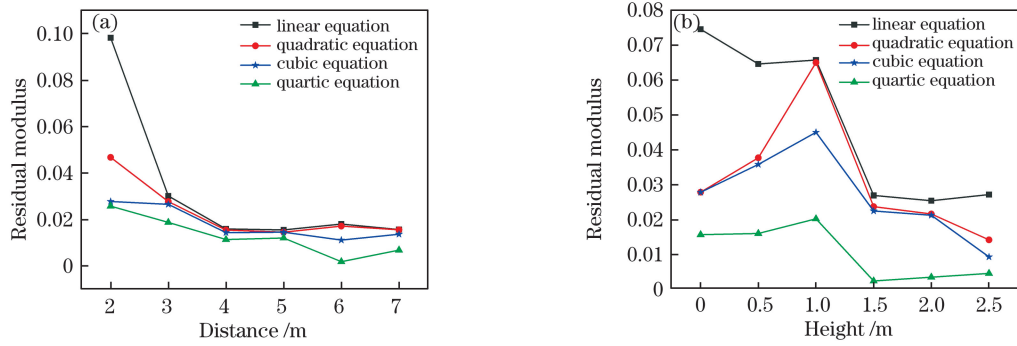 (a)
linear equation
quadratic equation
cubic equation
quartic equation
Residual modulus
0.10
0.08
0.06
0.04
0.02
0
2 3 4 5 6 7
Distance /m
(b)
linear equation
quadratic equation
cubic equation
quartic equation
Residual modulus
0.08
0.07
0.06
0.05
0.04
0.03
0.02
0.01
0
0 0.5 1.0 1.5 2.0 2.5
Height /m